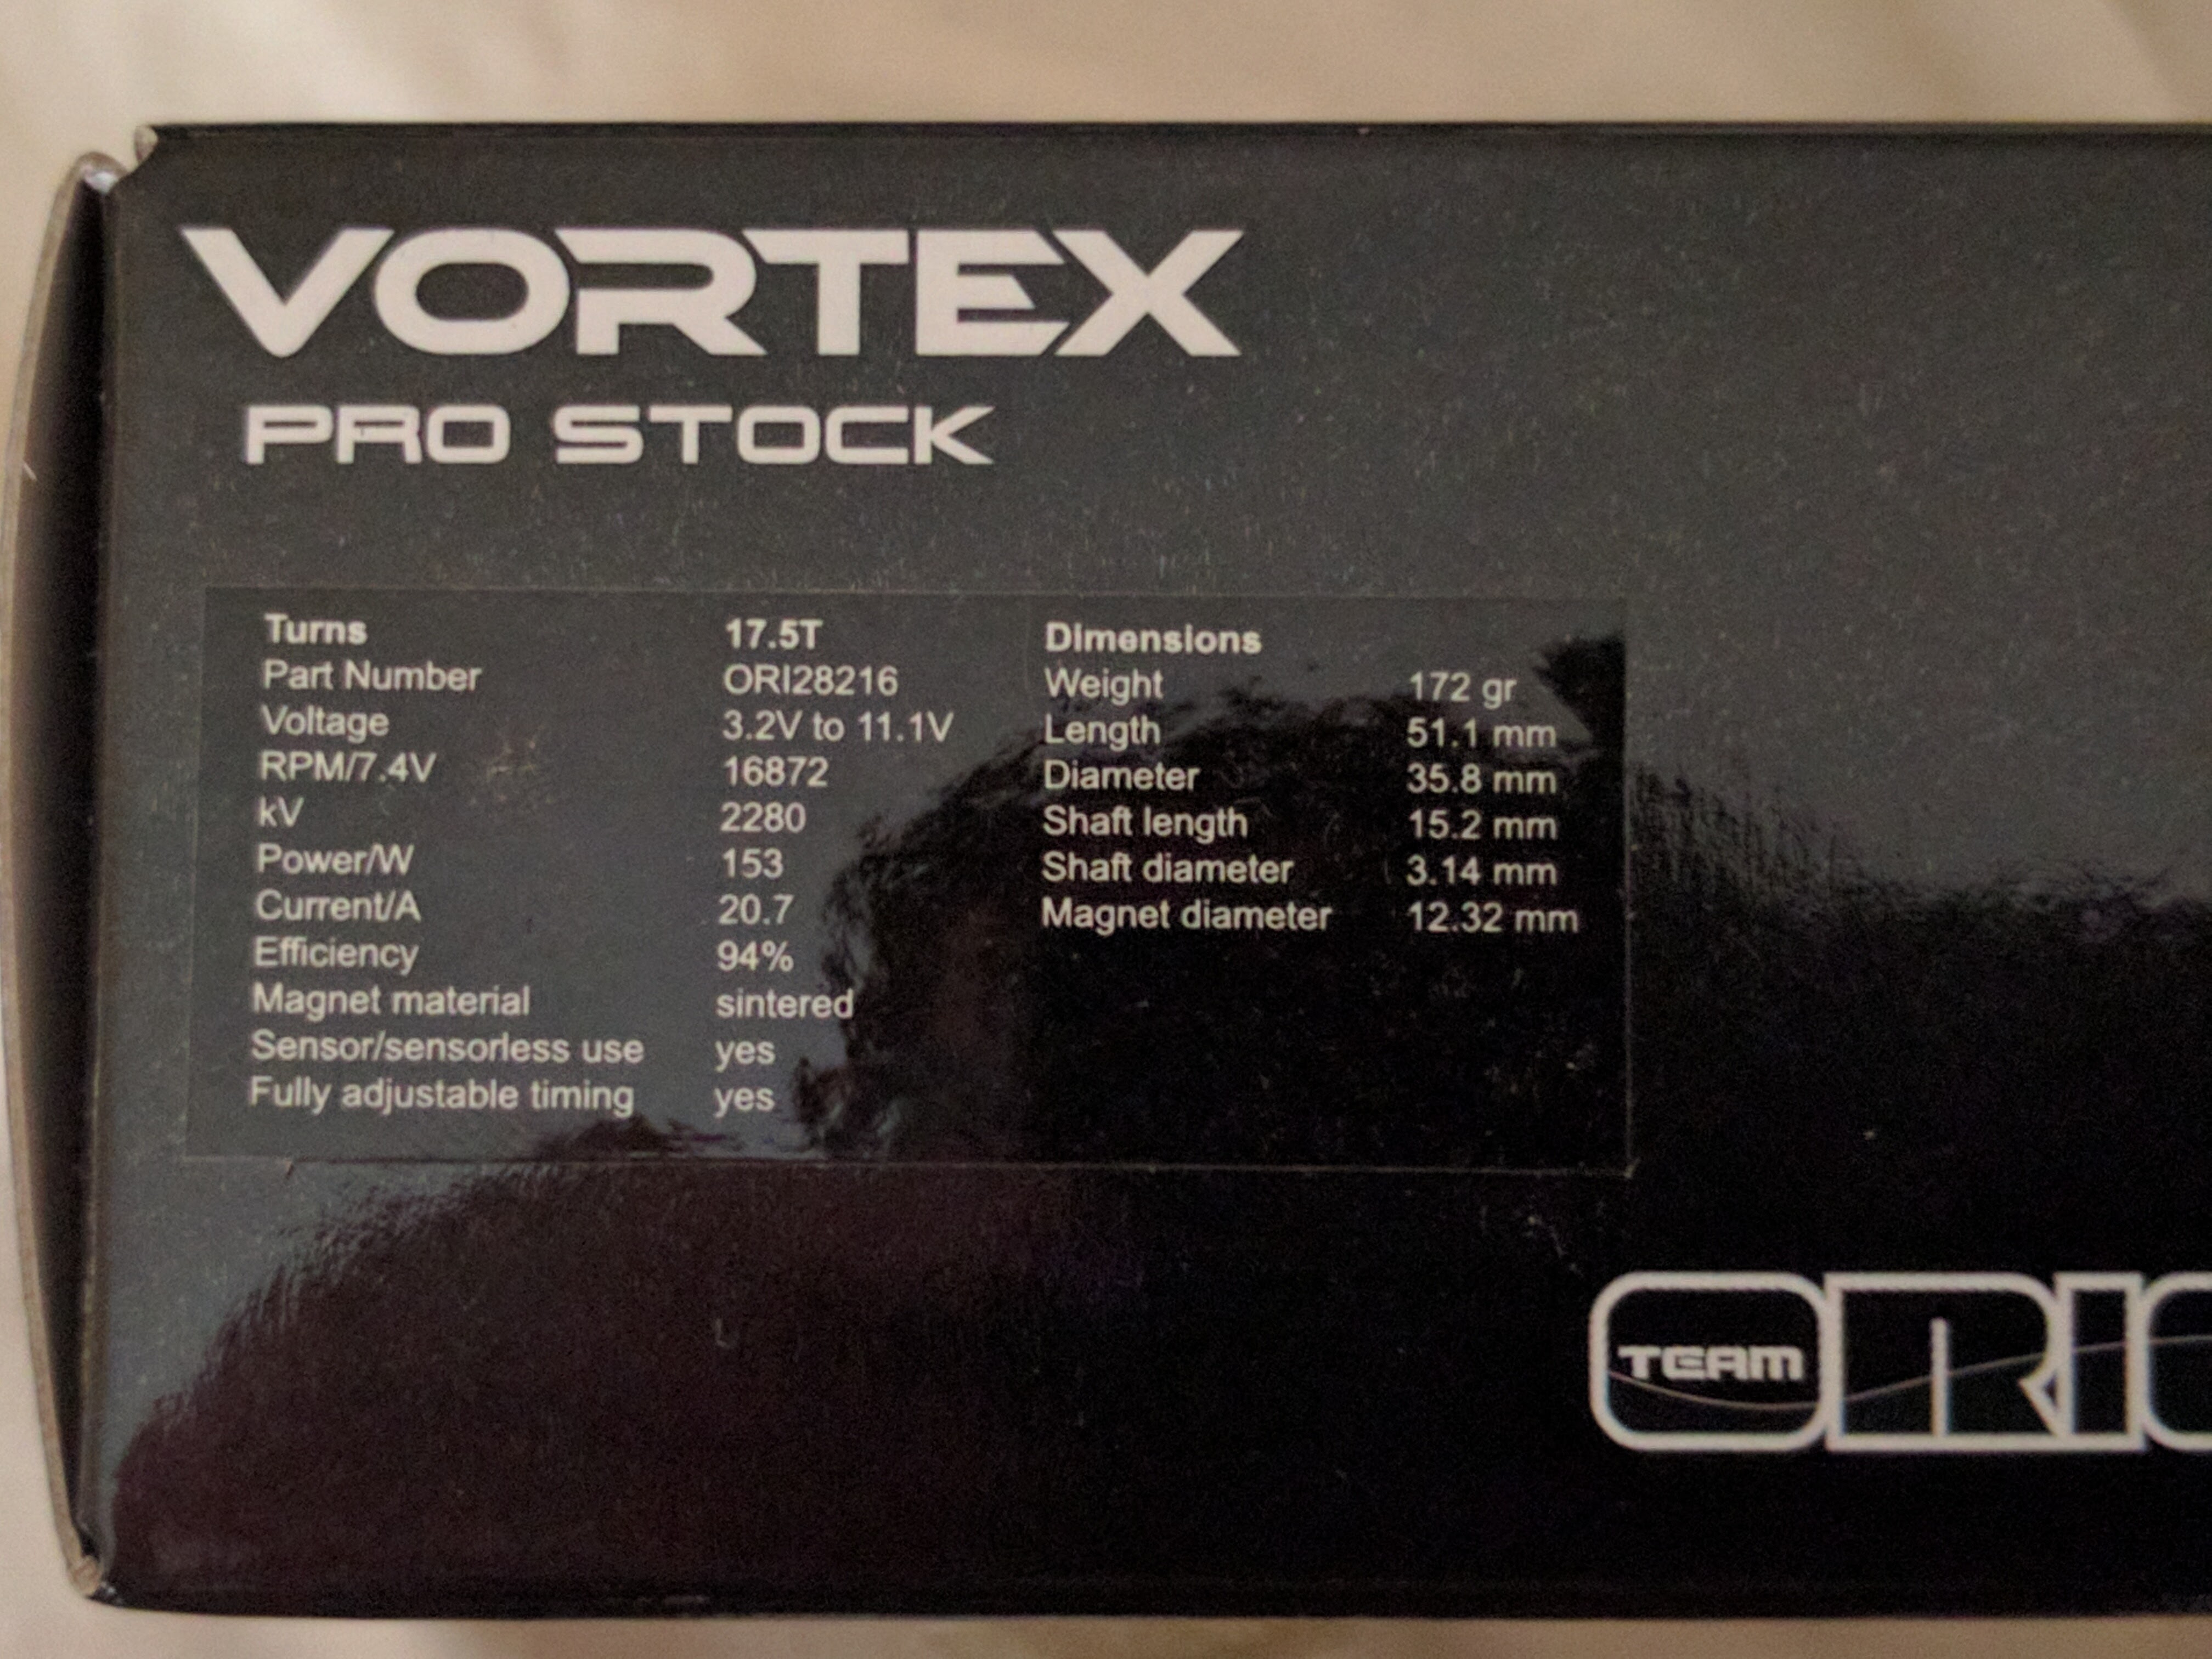 VORTEX
PRO STOCK
Turns 17.5T
Part Number ORI28216
Voltage 3.2V to 11.1V
RPM/7.4V 16872
kV 2280
Power/W 153
Current/A 20.7
Efficiency 94%
Magnet material sintered
Sensor/sensorless use yes
Fully adjustable timing yes
Dimensions
Weight 172 gr
Length 51.1 mm
Diameter 35.8 mm
Shaft length 15.2 mm
Shaft diameter 3.14 mm
Magnet diameter 12.32 mm
TEAM